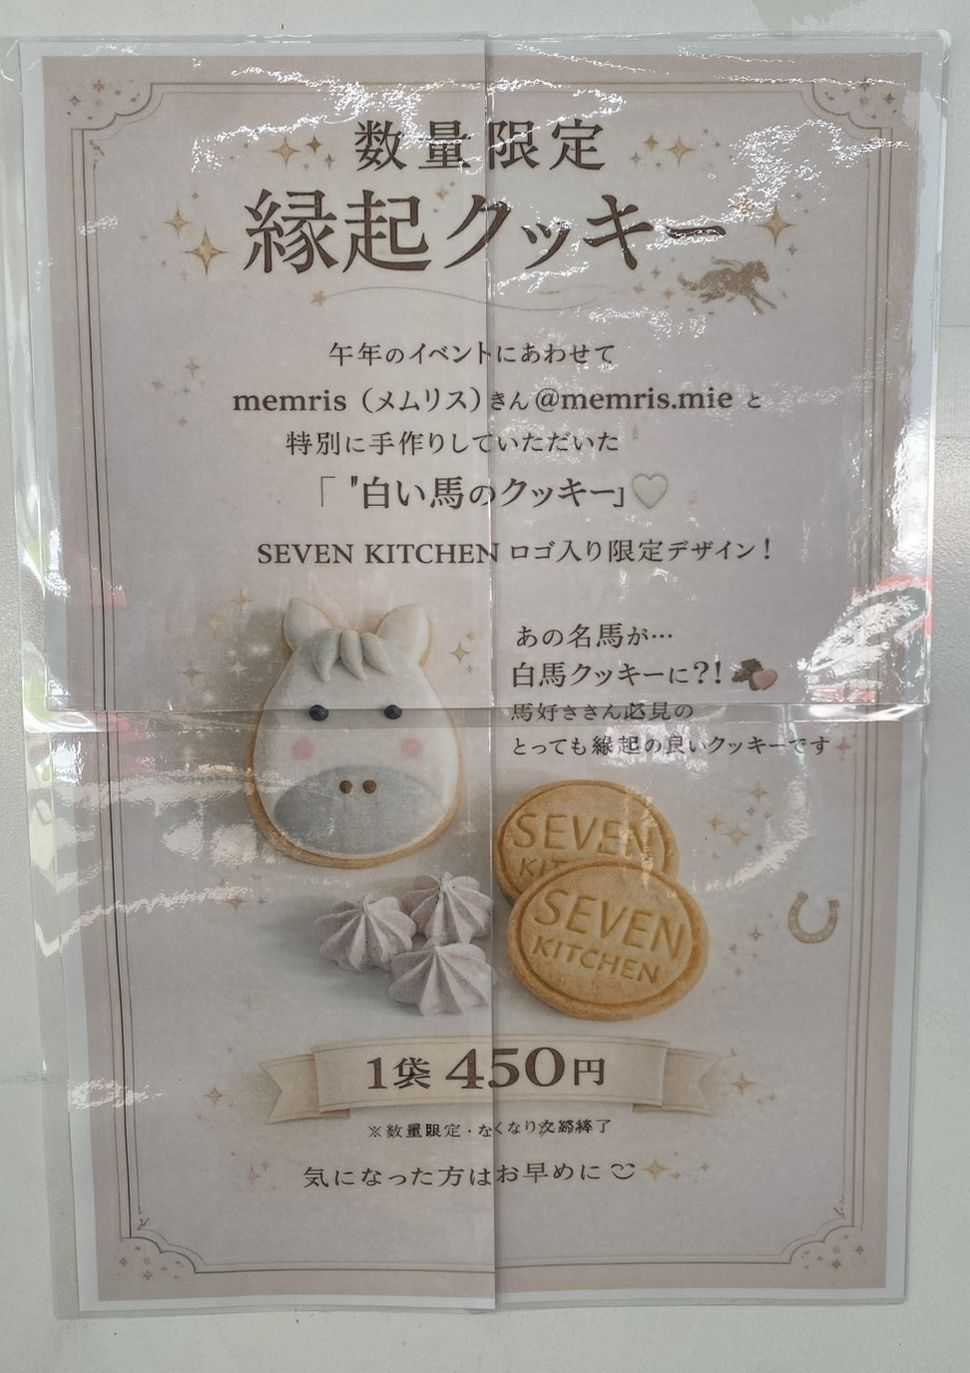 数量限定
縁起クッキー
午年のイベントにあわせて
memris（メムリス）きん@memris.mie と
特別に手作りしていただいた
「 "白い馬のクッキー」♡
SEVEN KITCHEN ロゴ入り限定デザイン！
あの名馬が…
白馬クッキーに?!
馬好ききん必見の
とっても縁起の良いクッキーです
SEVEN
KIT
SEVEN
KITCHEN
1袋 450円
※数量限定・なくなり次第終了
気になった方はお早めに